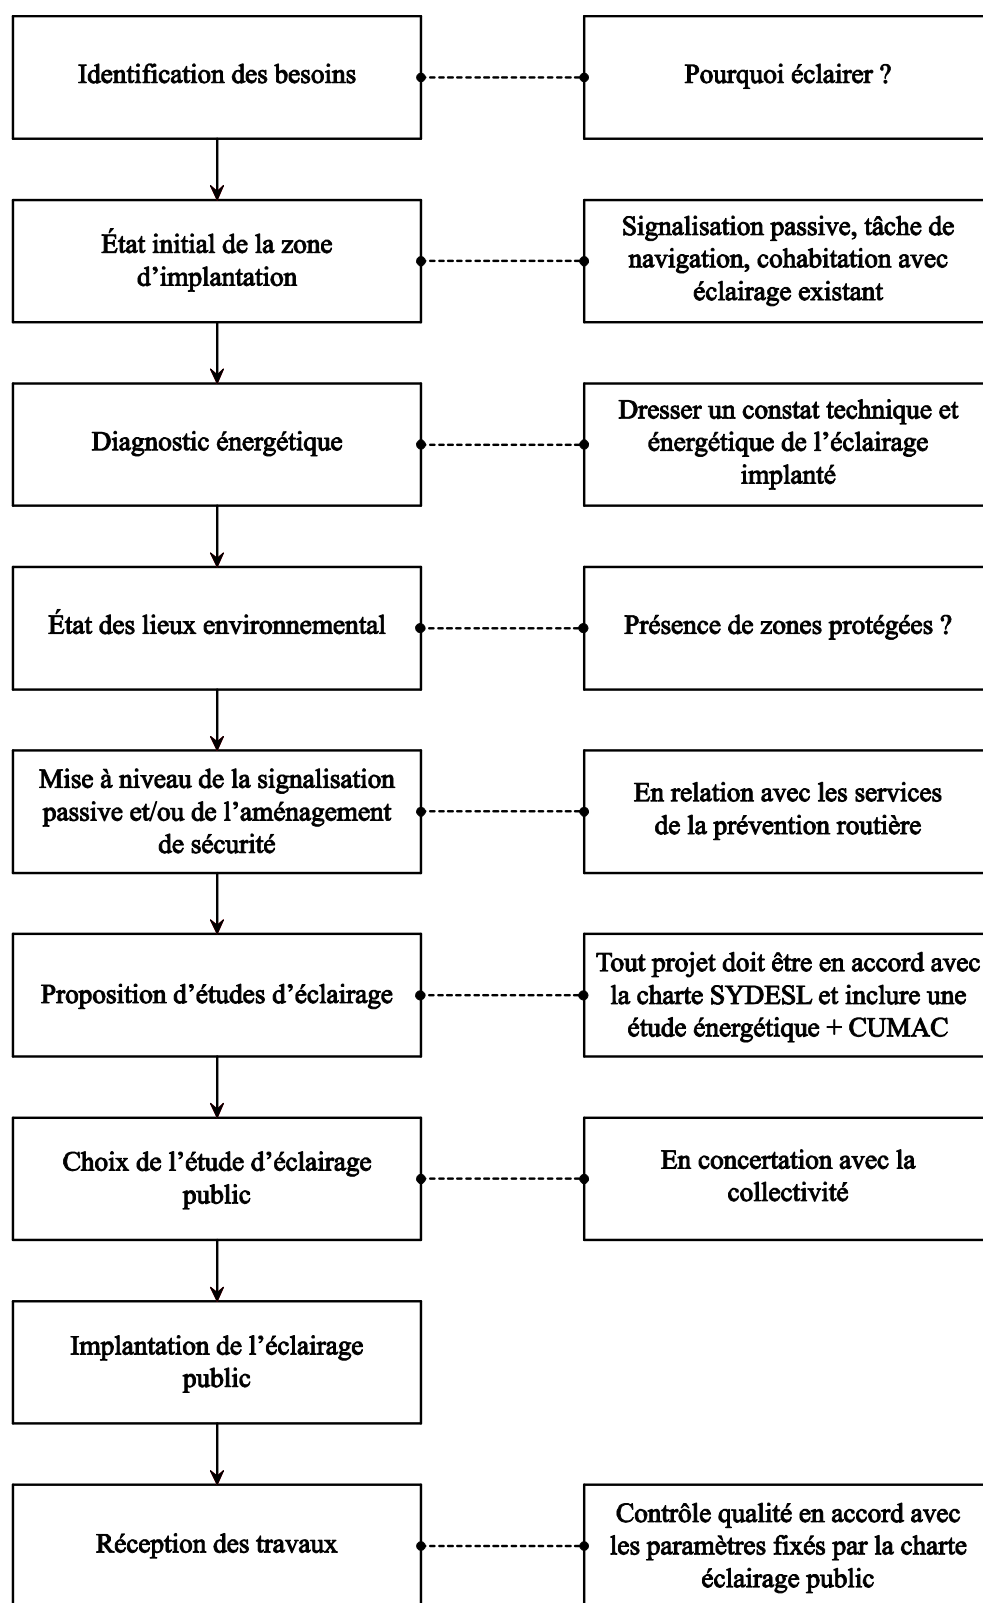 Identification des besoins
Pourquoi éclairer ?
État initial de la zone
d’implantation
Signalisation passive, tâche de
navigation, cohabitation avec
éclairage existant
Diagnostic énergétique
Dresser un constat technique et
énergétique de l’éclairage
implanté
État des lieux environnemental
Présence de zones protégées ?
Mise à niveau de la signalisation
passive et/ou de l’aménagement
de sécurité
En relation avec les services
de la prévention routière
Proposition d’études d’éclairage
Tout projet doit être en accord avec
la charte SYDESL et inclure une
étude énergétique + CUMAC
Choix de l’étude d’éclairage
public
En concertation avec la
collectivité
Implantation de l’éclairage
public
Réception des travaux
Contrôle qualité en accord avec
les paramètres fixés par la charte
éclairage public